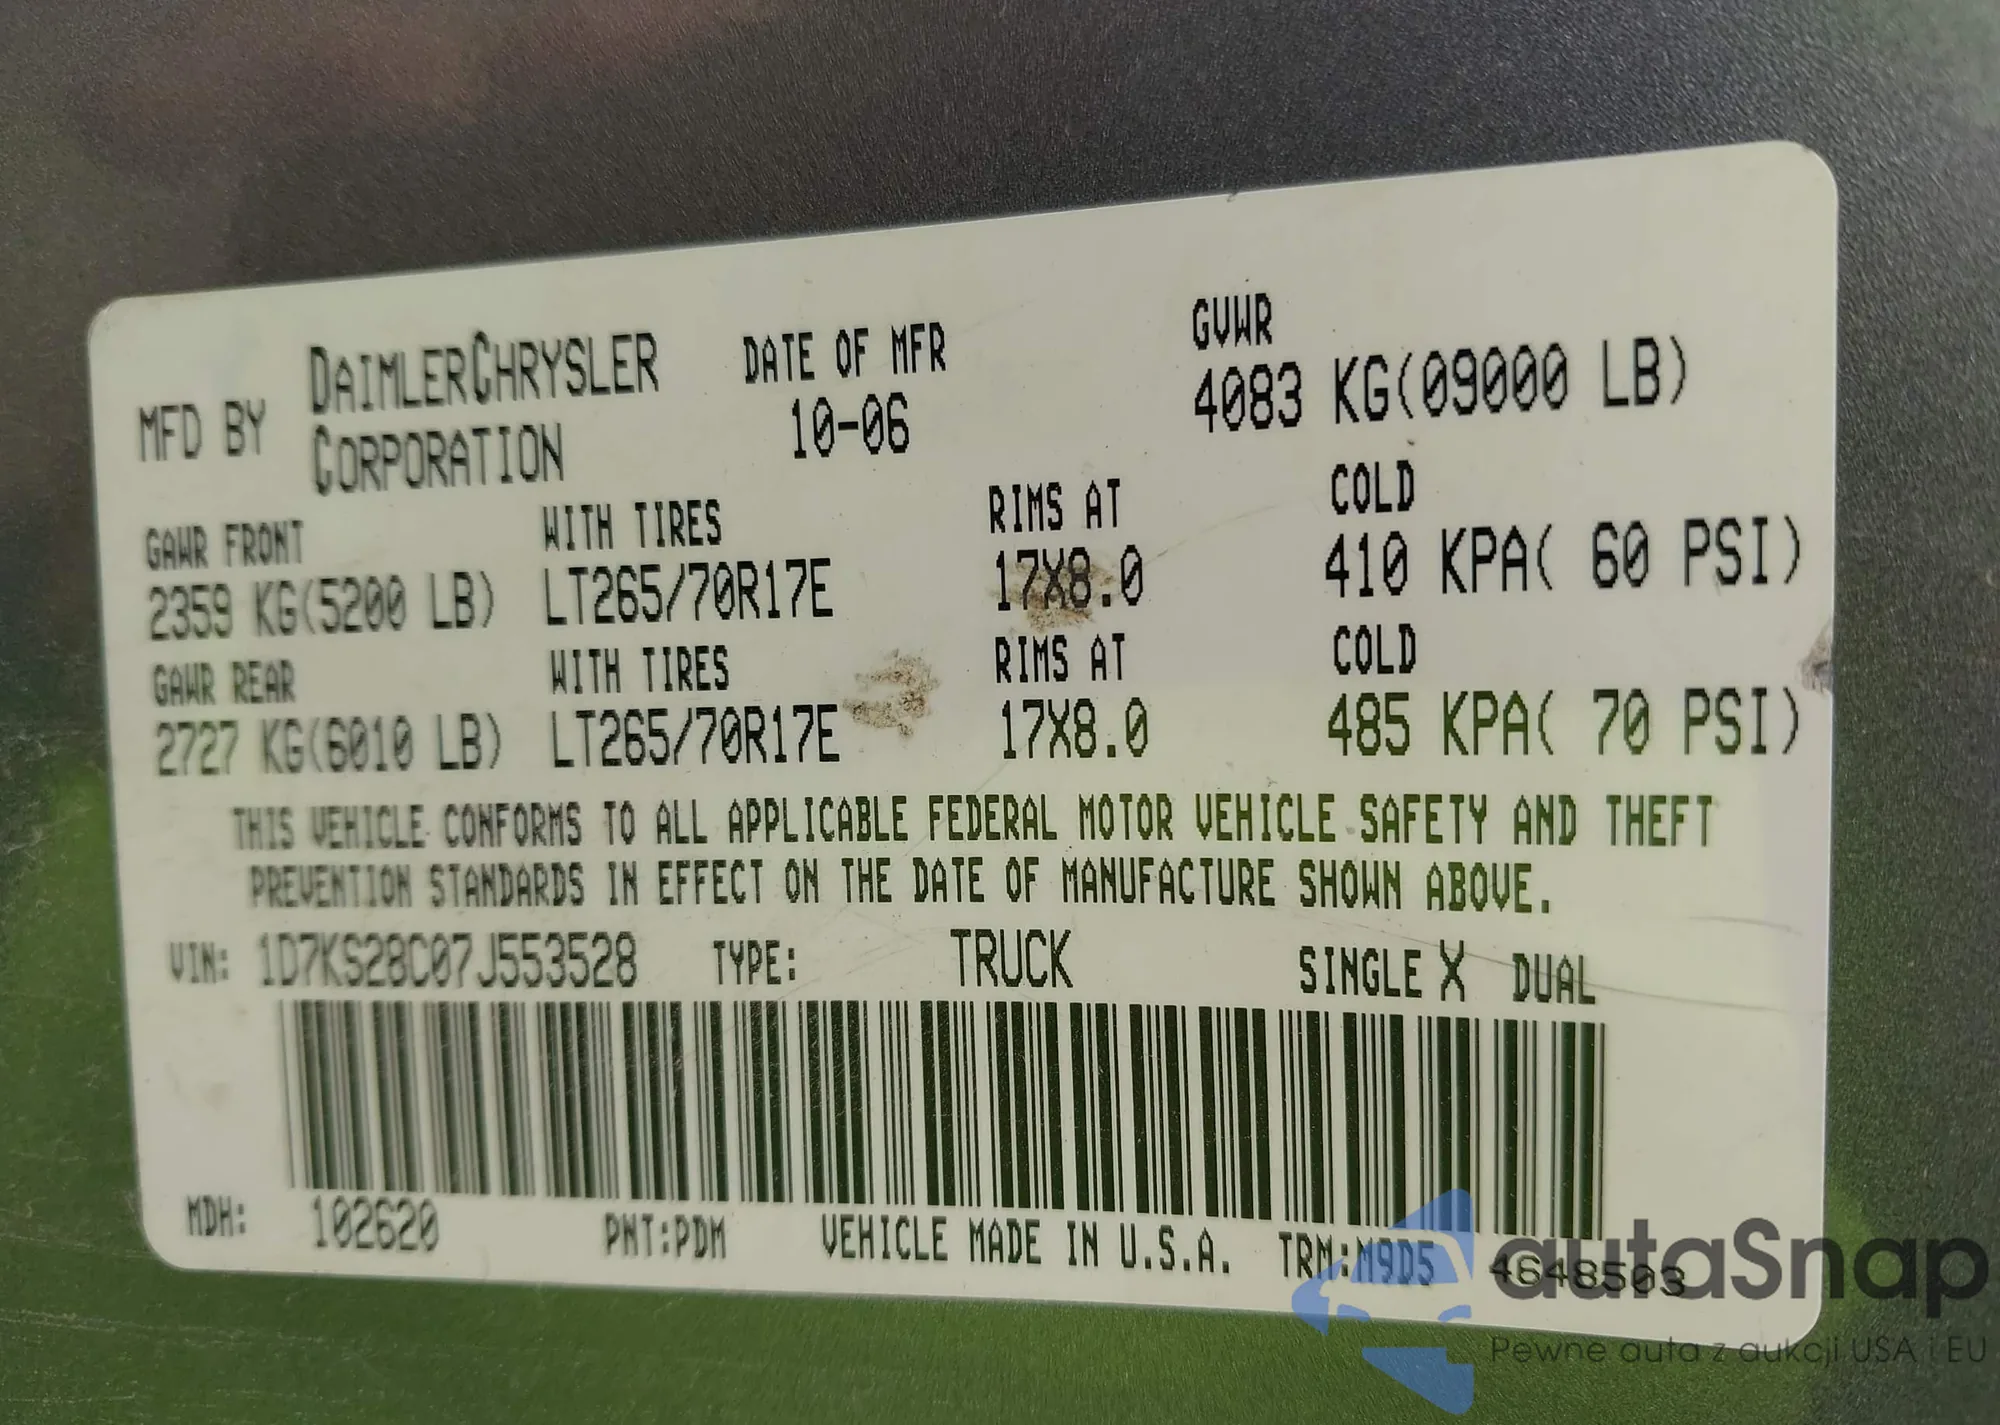 MFD BY DAIMLERCHRYSLER CORPORATION DATE OF MFR 10-06 GVWR 4083 KG(09000 LB)
GAWR FRONT WITH TIRES RIMS AT COLD
2359 KG(5200 LB) LT265/70R17E 17X8.0 410 KPA( 60 PSI)
GAWR REAR WITH TIRES RIMS AT COLD
2727 KG(6010 LB) LT265/70R17E 17X8.0 485 KPA( 70 PSI)
THIS VEHICLE CONFORMS TO ALL APPLICABLE FEDERAL MOTOR VEHICLE SAFETY AND THEFT
PREVENTION STANDARDS IN EFFECT ON THE DATE OF MANUFACTURE SHOWN ABOVE.
VIN: 1D7KS28C07J553528 TYPE: TRUCK SINGLE X DUAL
MDH: 102620 PNT:PDM VEHICLE MADE IN U.S.A. TRM:M9D5 4648503
autaSnap
Pewne auta z aukcji USA i EU